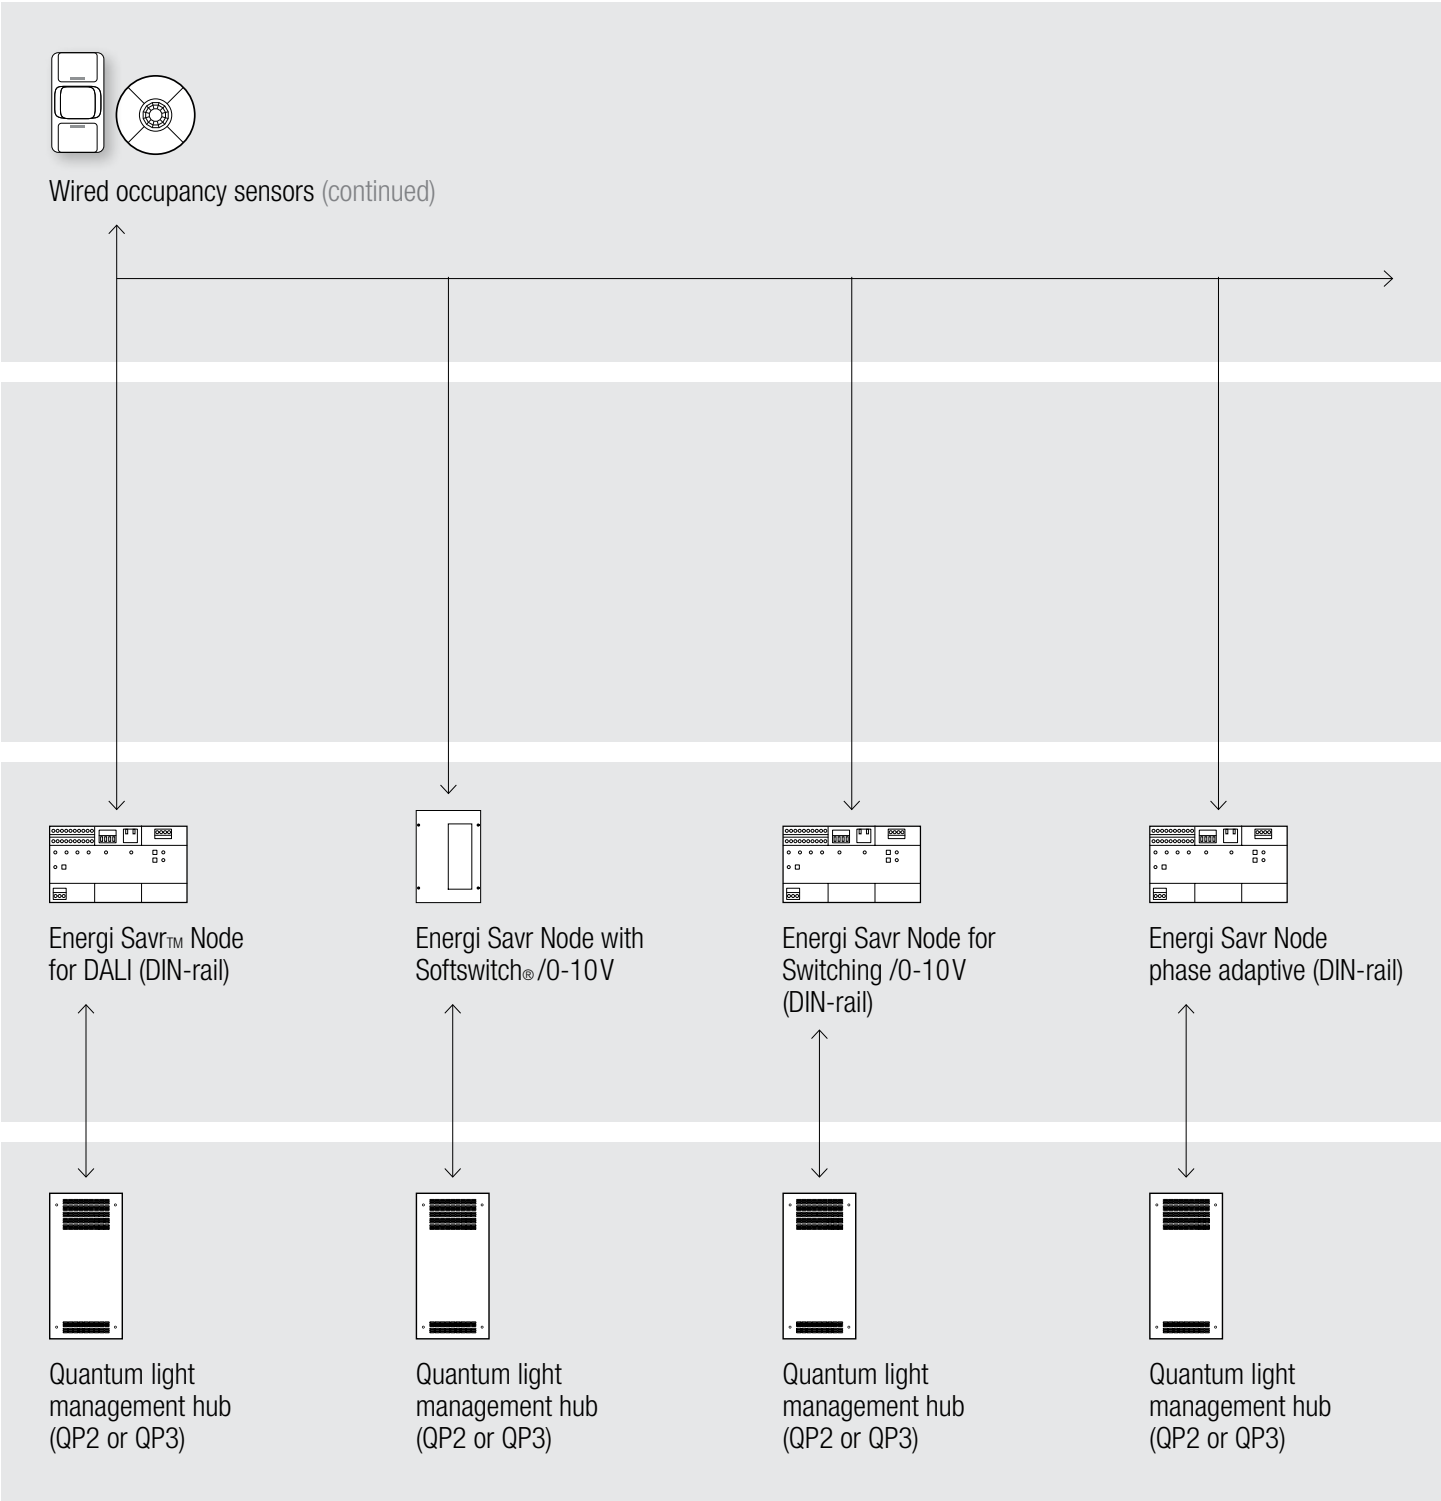 Wired occupancy sensors (continued)
Energi Savr™ Node
for DALI (DIN-rail)
Energi Savr Node with
Softswitch®/0-10V
Energi Savr Node for
Switching /0-10V
(DIN-rail)
Energi Savr Node
phase adaptive (DIN-rail)
Quantum light
management hub
(QP2 or QP3)
Quantum light
management hub
(QP2 or QP3)
Quantum light
management hub
(QP2 or QP3)
Quantum light
management hub
(QP2 or QP3)